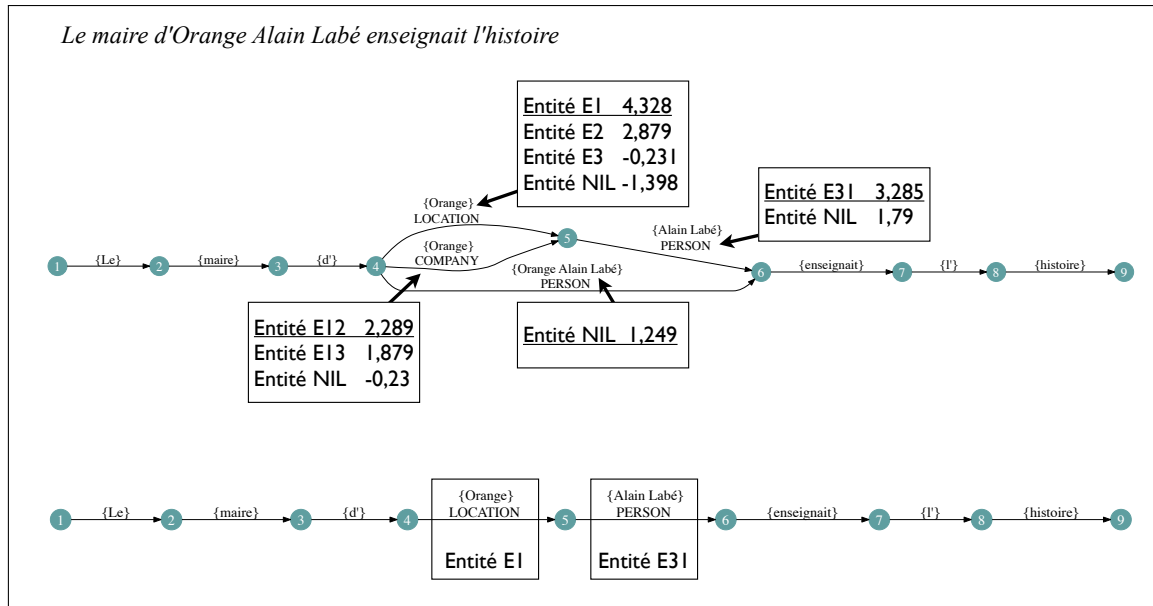 Le maire d'Orange Alain Labé enseignait l'histoire
Entité E1 4,328
Entité E2 2,879
Entité E3 -0,231
Entité NIL -1,398
Entité E31 3,285
Entité NIL 1,79
{Orange}
LOCATION
{Alain Labé}
PERSON
{Orange}
COMPANY
{Orange Alain Labé}
PERSON
1 {Le} 2 {maire} 3 {d'} 4 5 6 {enseignait} 7 {l'} 8 {histoire} 9
Entité E12 2,289
Entité E13 1,879
Entité NIL -0,23
Entité NIL 1,249
{Orange}
LOCATION
{Alain Labé}
PERSON
1 {Le} 2 {maire} 3 {d'} 4 5 6 {enseignait} 7 {l'} 8 {histoire} 9
Entité E1
Entité E31